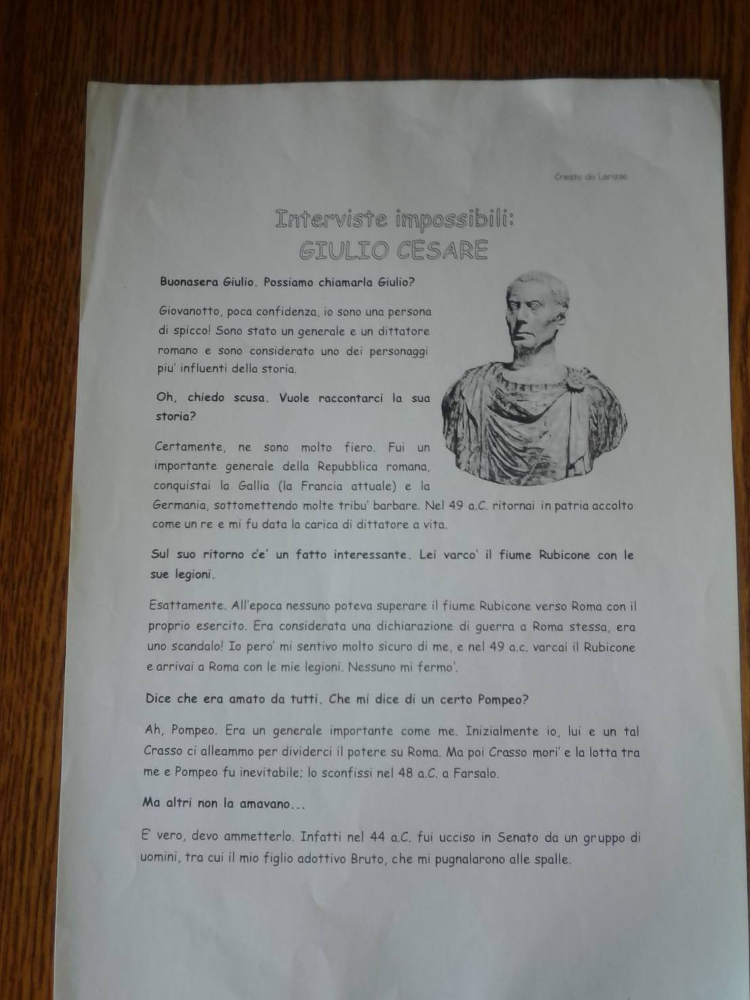 Creato da Larissa
Interviste impossibili:
GIULIO CESARE
Buonasera Giulio. Possiamo chiamarla Giulio?
Giovanotto, poca confidenza, io sono una persona
di spicco! Sono stato un generale e un dittatore
romano e sono considerato uno dei personaggi
piu' influenti della storia.
Oh, chiedo scusa. Vuole raccontarci la sua
storia?
Certamente, ne sono molto fiero. Fui un
importante generale della Repubblica romana,
conquistai la Gallia (la Francia attuale) e la
Germania, sottomettendo molte tribu' barbare. Nel 49 a.C. ritornai in patria accolto
come un re e mi fu data la carica di dittatore a vita.
Sul suo ritorno c'e' un fatto interessante. Lei varco' il fiume Rubicone con le
sue legioni.
Esattamente. All'epoca nessuno poteva superare il fiume Rubicone verso Roma con il
proprio esercito. Era considerata una dichiarazione di guerra a Roma stessa, era
uno scandalo! Io pero' mi sentivo molto sicuro di me, e nel 49 a.c. varcai il Rubicone
e arrivai a Roma con le mie legioni. Nessuno mi fermo'.
Dice che era amato da tutti. Che mi dice di un certo Pompeo?
Ah, Pompeo. Era un generale importante come me. Inizialmente io, lui e un tal
Crasso ci alleammo per dividerci il potere su Roma. Ma poi Crasso mori' e la lotta tra
me e Pompeo fu inevitabile; lo sconfissi nel 48 a.C. a Farsalo.
Ma altri non la amavano...
E' vero, devo ammetterlo. Infatti nel 44 a.C. fui ucciso in Senato da un gruppo di
uomini, tra cui il mio figlio adottivo Bruto, che mi pugnalarono alle spalle.